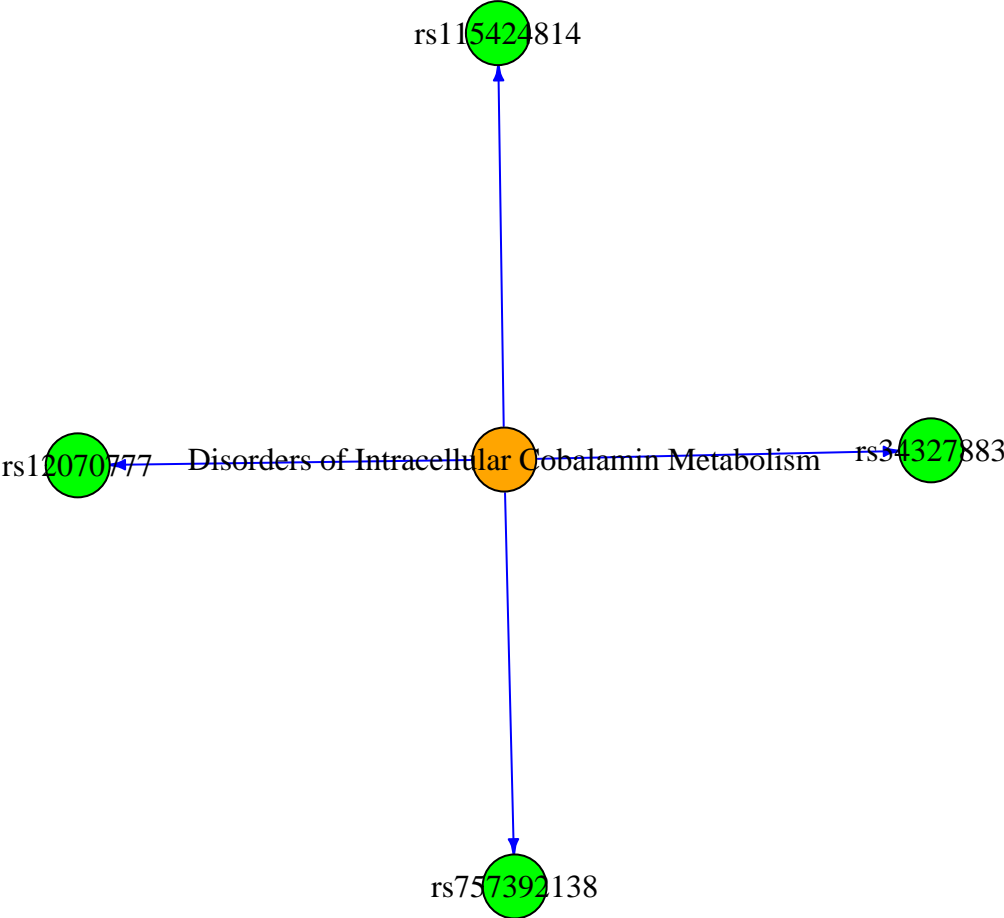 rs115424814
rs12070777
Disorders of Intracellular Cobalamin Metabolism
rs34327883
rs757392138